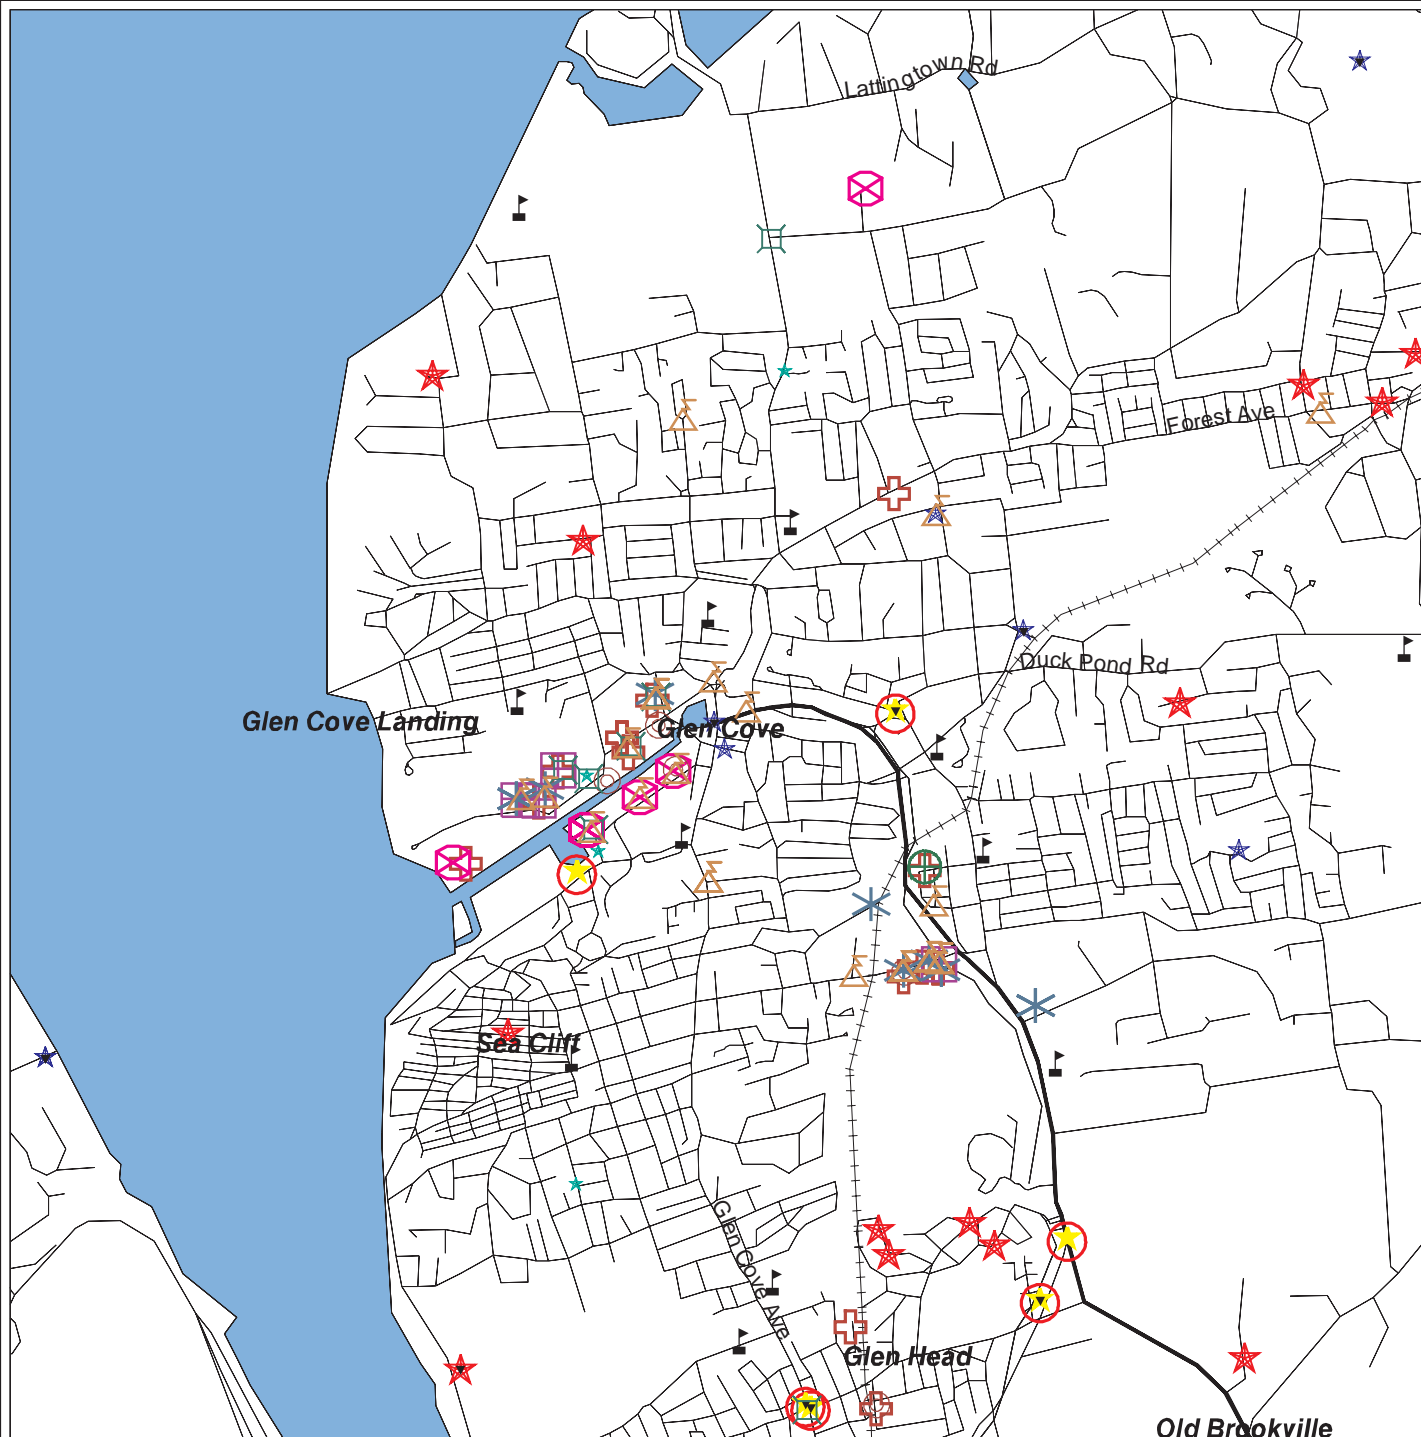 Lattingtown Rd
Forest Ave
Duck Pond Rd
Glen Cove Landing
Glen Cove
Sea Clift
Glen Cove Ave
Glen Head
Old Brookville